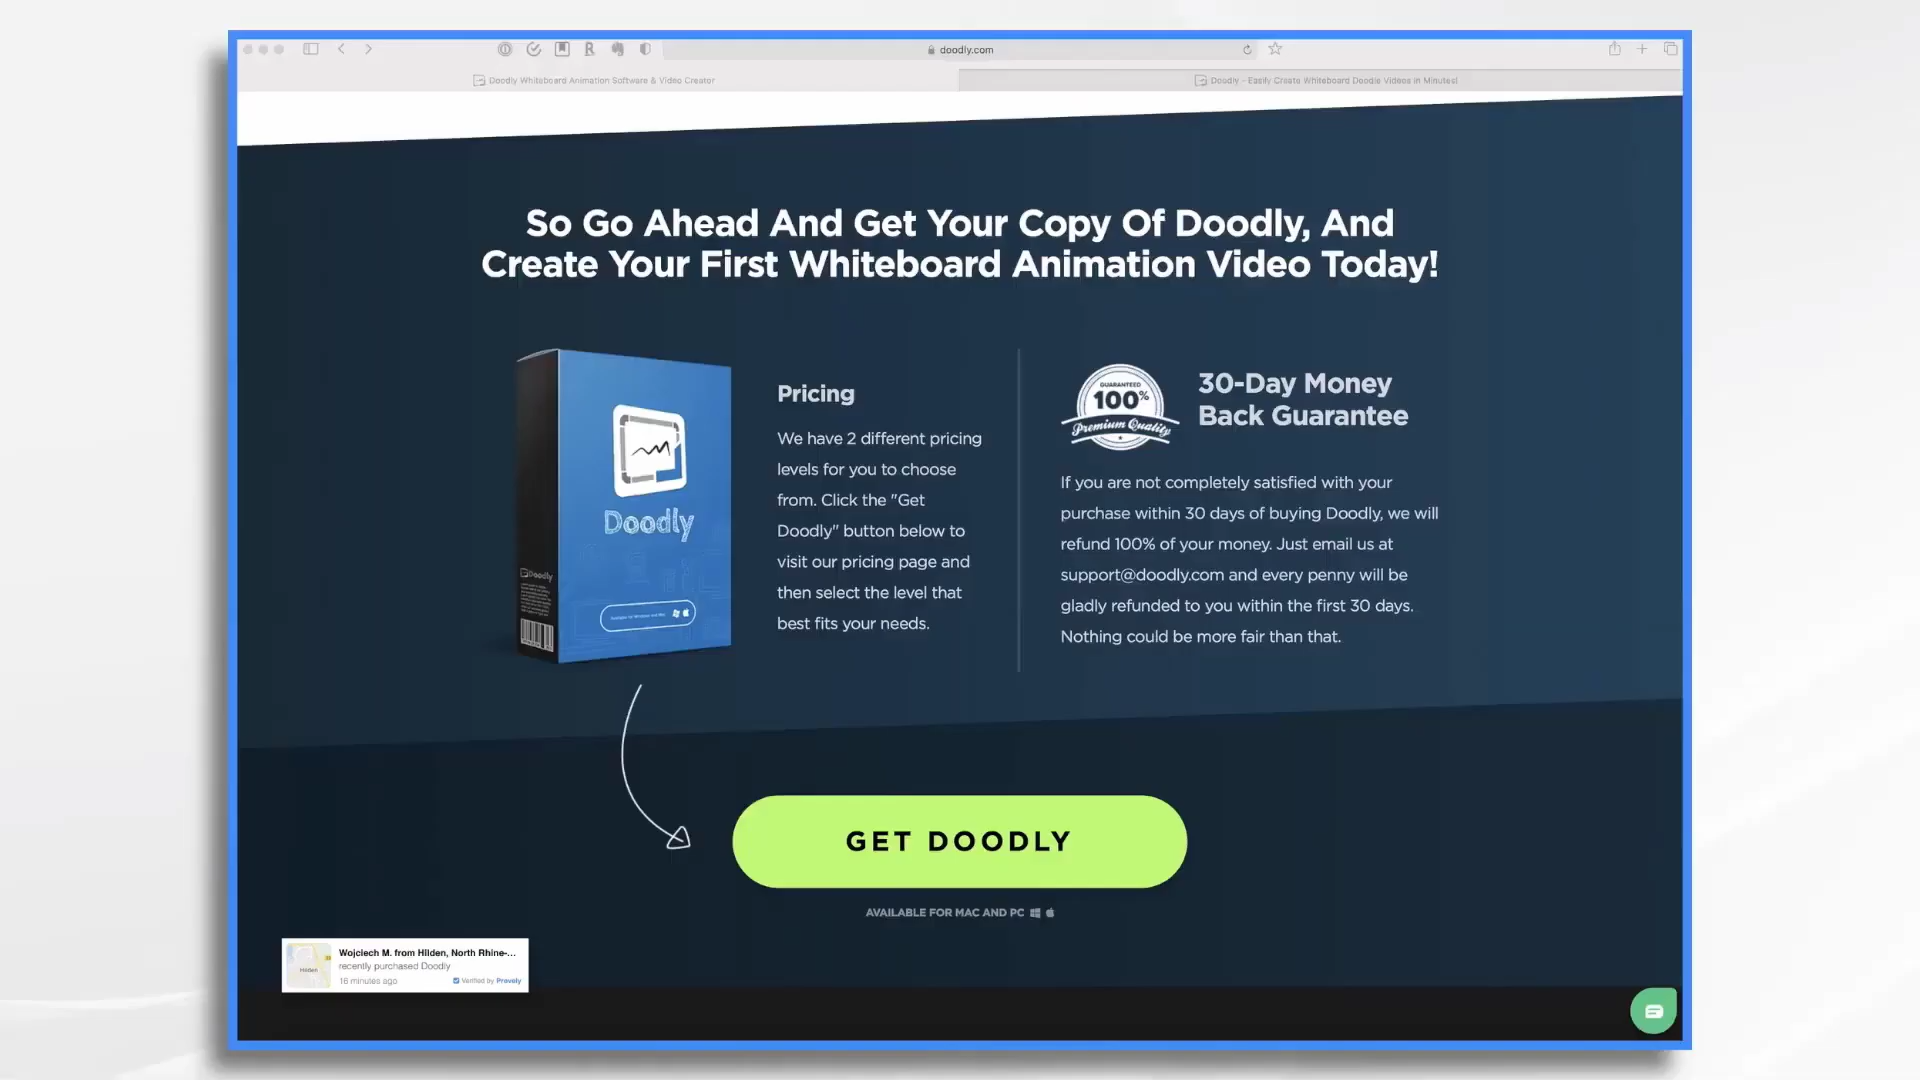 doodly.com
Doodly Whiteboard Animation Software & Video Creator
Doodly - Easily Create Whiteboard Doodle Videos in Minutes!
So Go Ahead And Get Your Copy Of Doodly, And
Create Your First Whiteboard Animation Video Today!
Doodly
Doodly
Pricing
We have 2 different pricing
levels for you to choose
from. Click the "Get
Doodly" button below to
visit our pricing page and
then select the level that
best fits your needs.
GUARANTEED
100%
Premium Quality
30-Day Money
Back Guarantee
If you are not completely satisfied with your
purchase within 30 days of buying Doodly, we will
refund 100% of your money. Just email us at
support@doodly.com and every penny will be
gladly refunded to you within the first 30 days.
Nothing could be more fair than that.
GET DOODLY
AVAILABLE FOR MAC AND PC
Hilden
Wojciech M. from Hilden, North Rhine-...
recently purchased Doodly
16 minutes ago
Verified by Provely